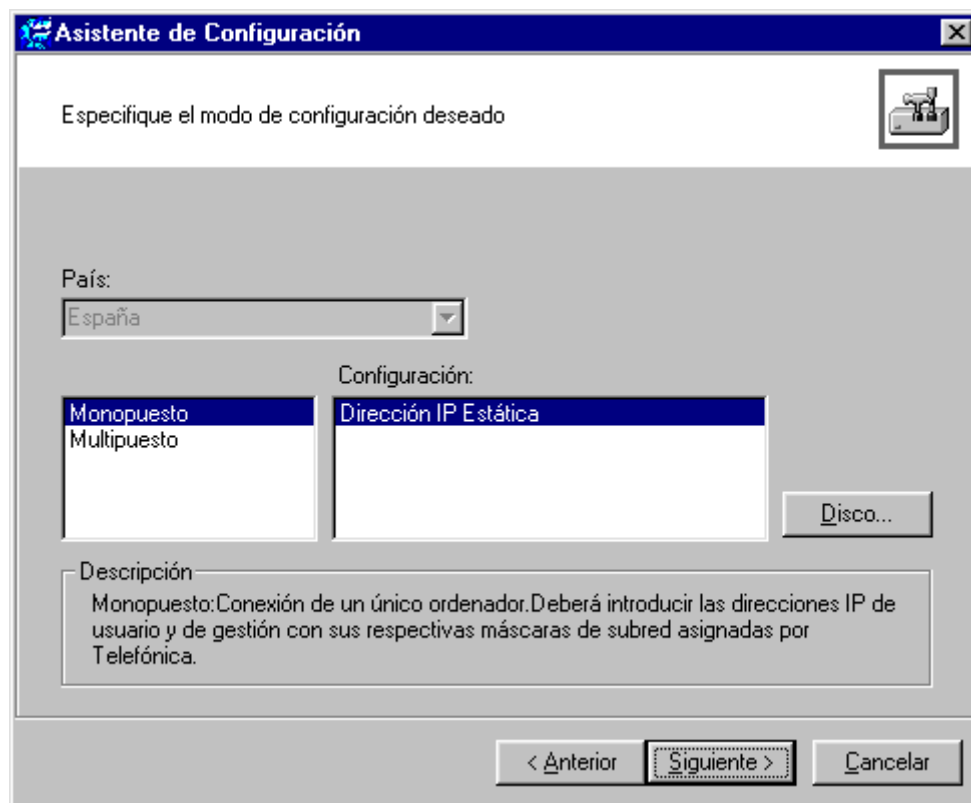 Asistente de Configuración
Especifique el modo de configuración deseado
País:
España
Configuración:
Monopuesto
Multipuesto
Dirección IP Estática
Disco...
Descripción
Monopuesto:Conexión de un único ordenador.Deberá introducir las direcciones IP de
usuario y de gestión con sus respectivas máscaras de subred asignadas por
Telefónica.
< Anterior
Siguiente >
Cancelar